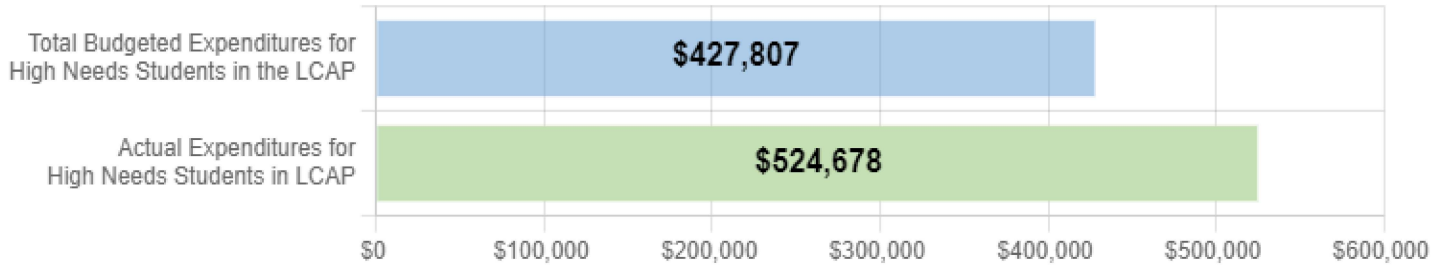 Total Budgeted Expenditures for
High Needs Students in the LCAP
$427,807
Actual Expenditures for
High Needs Students in LCAP
$524,678
$0 $100,000 $200,000 $300,000 $400,000 $500,000 $600,000